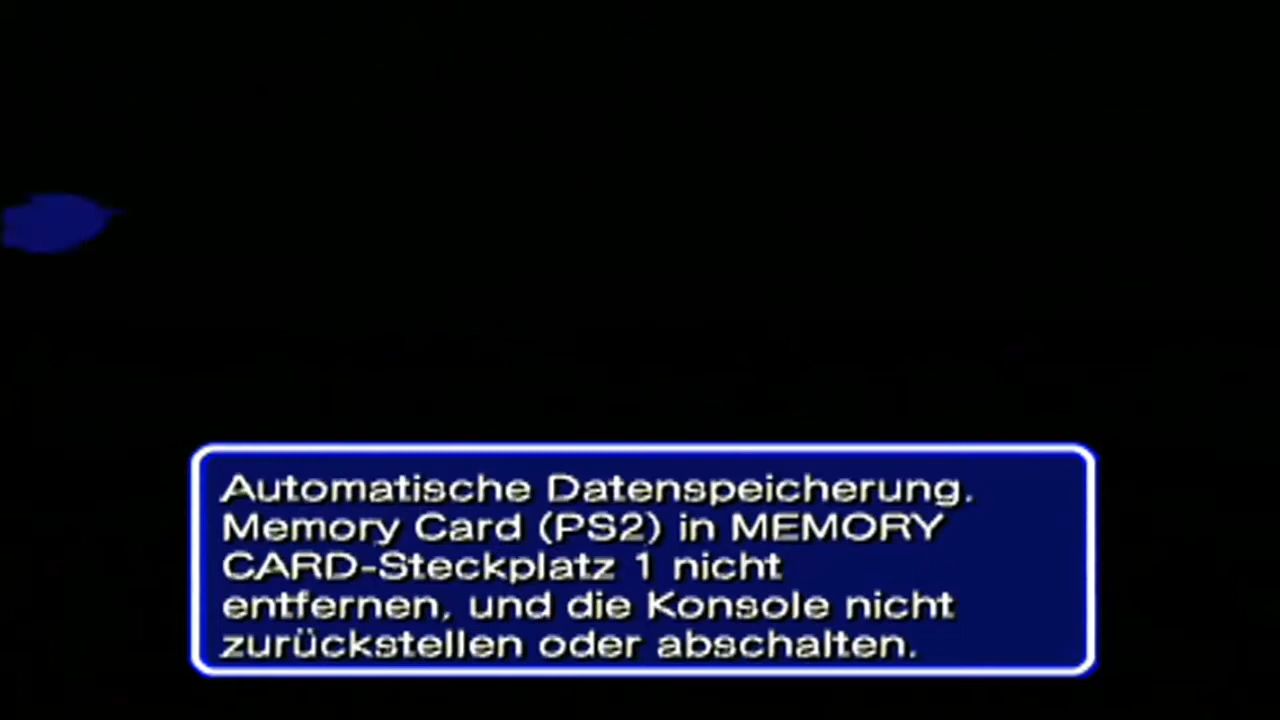 Automatische Datenspeicherung.
Memory Card (PS2) in MEMORY
CARD-Steckplatz 1 nicht
entfernen, und die Konsole nicht
zurückstellen oder abschalten.